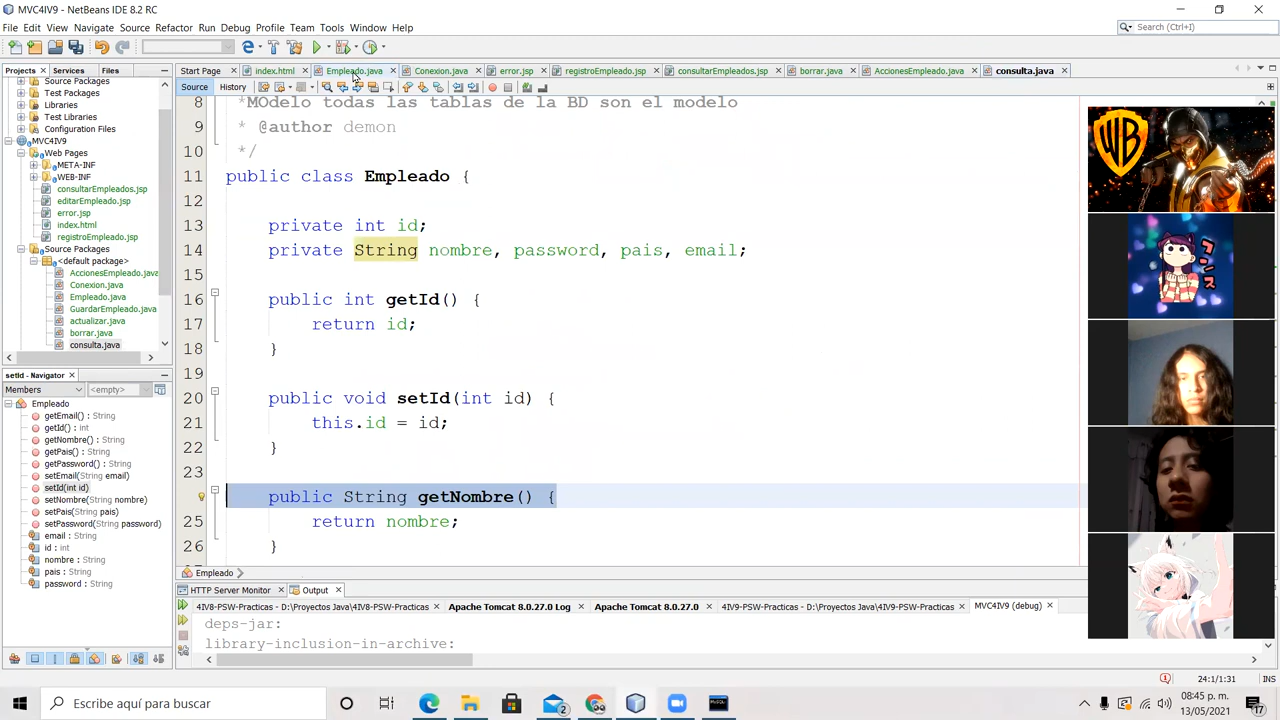 MVC4IV9 - NetBeans IDE 8.2 RC
File Edit View Navigate Source Refactor Run Debug Profile Team Tools Window Help
Search (Ctrl+I)
Projects Services Files
Start Page index.html Empleado.java Conexion.java error.jsp registroEmpleado.jsp consultarEmpleados.jsp borrar.java AccionesEmpleado.java consulta.java
Source History
Source Packages
Test Packages
Libraries
Test Libraries
Configuration Files
MVC4IV9
Web Pages
META-INF
WEB-INF
consultarEmpleados.jsp
editarEmpleado.jsp
error.jsp
index.html
registroEmpleado.jsp
Source Packages
<default package>
AccionesEmpleado.java
Conexion.java
Empleado.java
GuardarEmpleado.java
actualizar.java
borrar.java
consulta.java
setId - Navigator
Members <empty>
Empleado
getEmail() : String
getId() : int
getNombre() : String
getPais() : String
getPassword() : String
setEmail(String email)
setId(int id)
setNombre(String nombre)
setPais(String pais)
setPassword(String password)
email : String
id : int
nombre : String
pais : String
password : String
8 *MOdelo todas las tablas de la BD son el modelo
9 * @author demon
10 */
11 public class Empleado {
12
13 private int id;
14 private String nombre, password, pais, email;
15
16 public int getId() {
17 return id;
18 }
19
20 public void setId(int id) {
21 this.id = id;
22 }
23
public String getNombre() {
25 return nombre;
26 }
Empleado
HTTP Server Monitor Output
4IV8-PSW-Practicas - D:\Proyectos Java\4IV8-PSW-Practicas Apache Tomcat 8.0.27.0 Log Apache Tomcat 8.0.27.0 4IV9-PSW-Practicas - D:\Proyectos Java\4IV9-PSW-Practicas MVC4IV9 (debug)
deps-jar:
library-inclusion-in-archive:
24:1/1:31 INS
WB
Escribe aquí para buscar
2
08:45 p. m.
13/05/2021
17